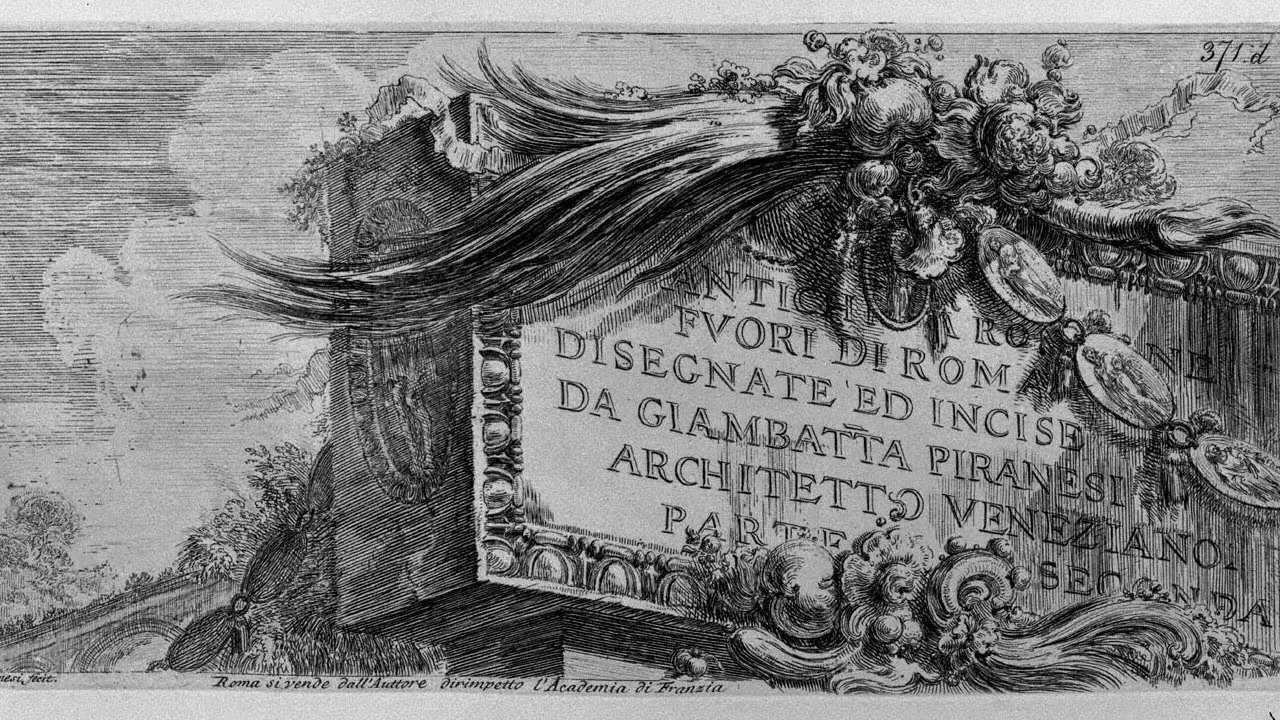 371 d
FVORI DI ROMA
DISEGNATE ED INCISE
DA GIAMBATTA PIRANESI
ARCHITETTO VENEZIANO.
PARTE SECONDA
Roma si vende dall'Auttore dirimpetto l'Academia di Franzia
fecit.